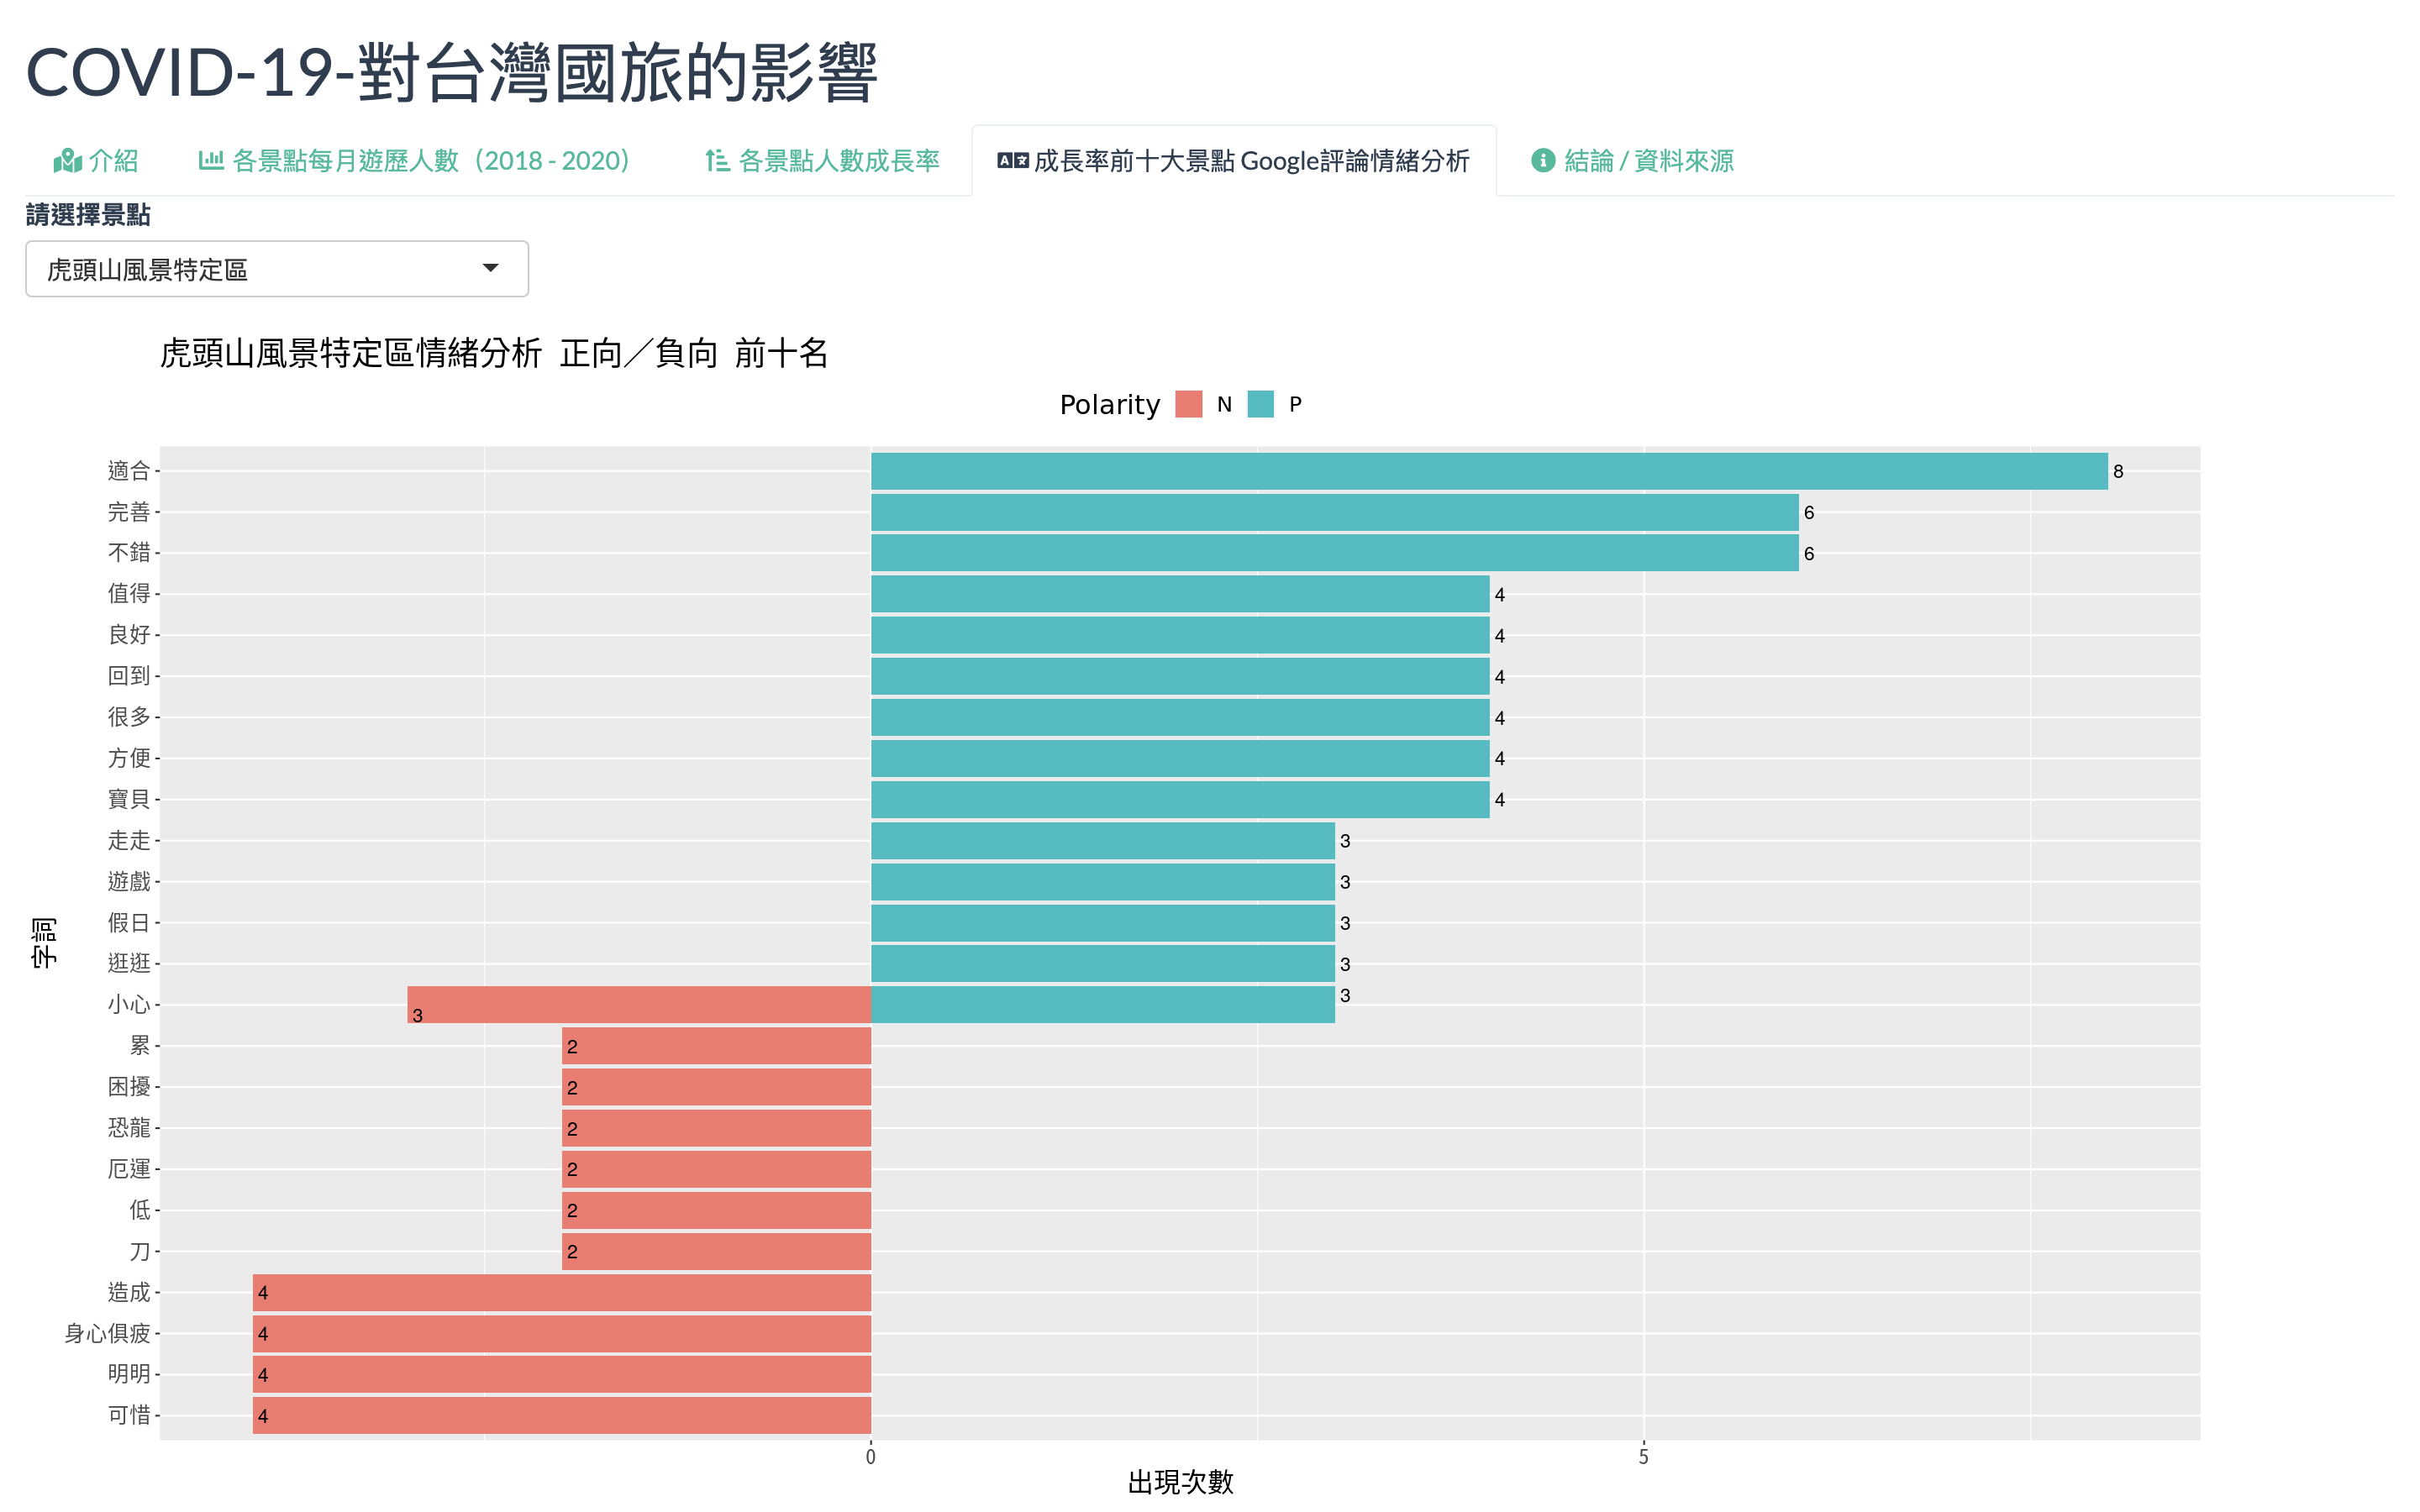 COVID-19-對台灣國旅的影響
介紹 各景點每月遊歷人數（2018 - 2020） 各景點人數成長率 成長率前十大景點 Google評論情緒分析 結論 / 資料來源
請選擇景點
虎頭山風景特定區
虎頭山風景特定區情緒分析 正向／負向 前十名
Polarity N P
適合 8
完善 6
不錯 6
值得 4
良好 4
回到 4
很多 4
方便 4
寶貝 4
走走 3
遊戲 3
假日 3
逛逛 3
小心 3 3
累 2
困擾 2
恐龍 2
厄運 2
低 2
刀 2
造成 4
身心俱疲 4
明明 4
可惜 4
字詞
0 5
出現次數